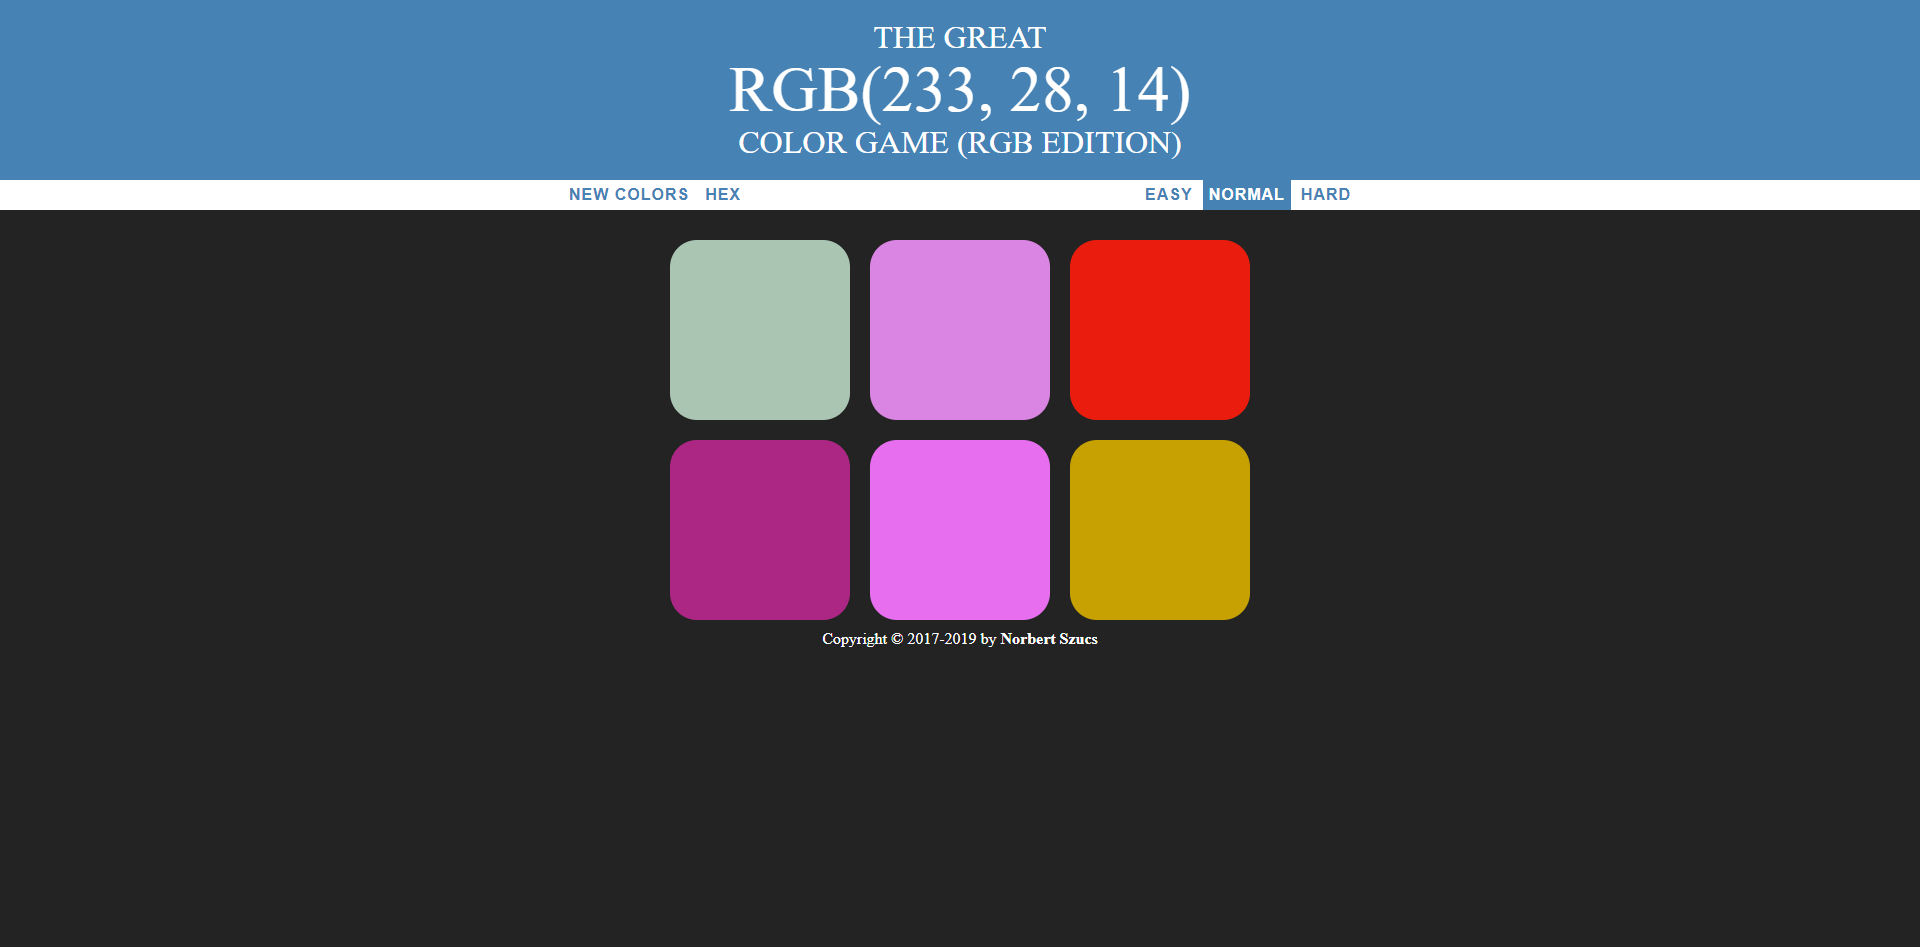 THE GREAT
RGB(233, 28, 14)
COLOR GAME (RGB EDITION)
NEW COLORS HEX EASY NORMAL HARD
Copyright © 2017-2019 by Norbert Szucs